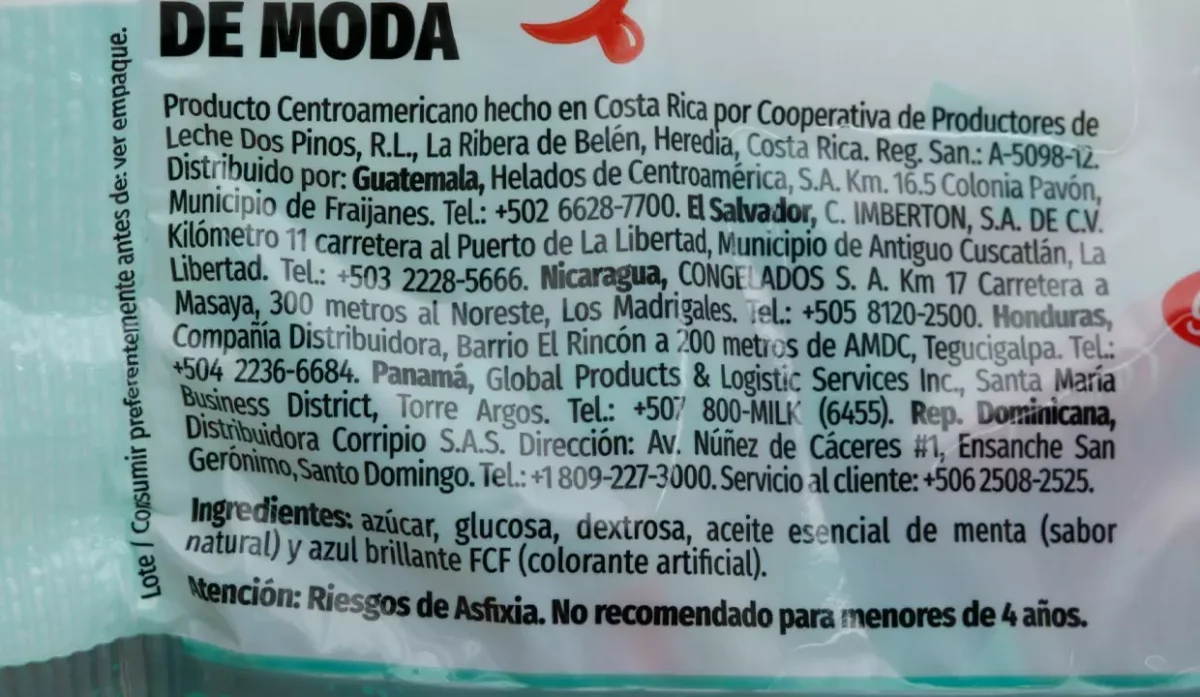 DE MODA
Producto Centroamericano hecho en Costa Rica por Cooperativa de Productores de
Leche Dos Pinos, R.L., La Ribera de Belén, Heredia, Costa Rica. Reg. San.: A-5098-12.
Distribuido por: Guatemala, Helados de Centroamérica, S.A. Km. 16.5 Colonia Pavón,
Municipio de Fraijanes. Tel.: +502 6628-7700. El Salvador, C. IMBERTON, S.A. DE C.V.
Kilómetro 11 carretera al Puerto de La Libertad, Municipio de Antiguo Cuscatlán, La
Libertad. Tel.: +503 2228-5666. Nicaragua, CONGELADOS S. A. Km 17 Carretera a
Masaya, 300 metros al Noreste, Los Madrigales. Tel.: +505 8120-2500. Honduras,
Compañía Distribuidora, Barrio El Rincón a 200 metros de AMDC, Tegucigalpa. Tel.:
+504 2236-6684. Panamá, Global Products & Logistic Services Inc., Santa María
Business District, Torre Argos. Tel.: +507 800-MILK (6455). Rep. Dominicana,
Distribuidora Corripio S.A.S. Dirección: Av. Núñez de Cáceres #1, Ensanche San
Gerónimo, Santo Domingo. Tel.: +1 809-227-3000. Servicio al cliente: +506 2508-2525.
Ingredientes: azúcar, glucosa, dextrosa, aceite esencial de menta (sabor
natural) y azul brillante FCF (colorante artificial).
Atención: Riesgos de Asfixia. No recomendado para menores de 4 años.
Lote / Consumir preferentemente antes de: ver empaque.